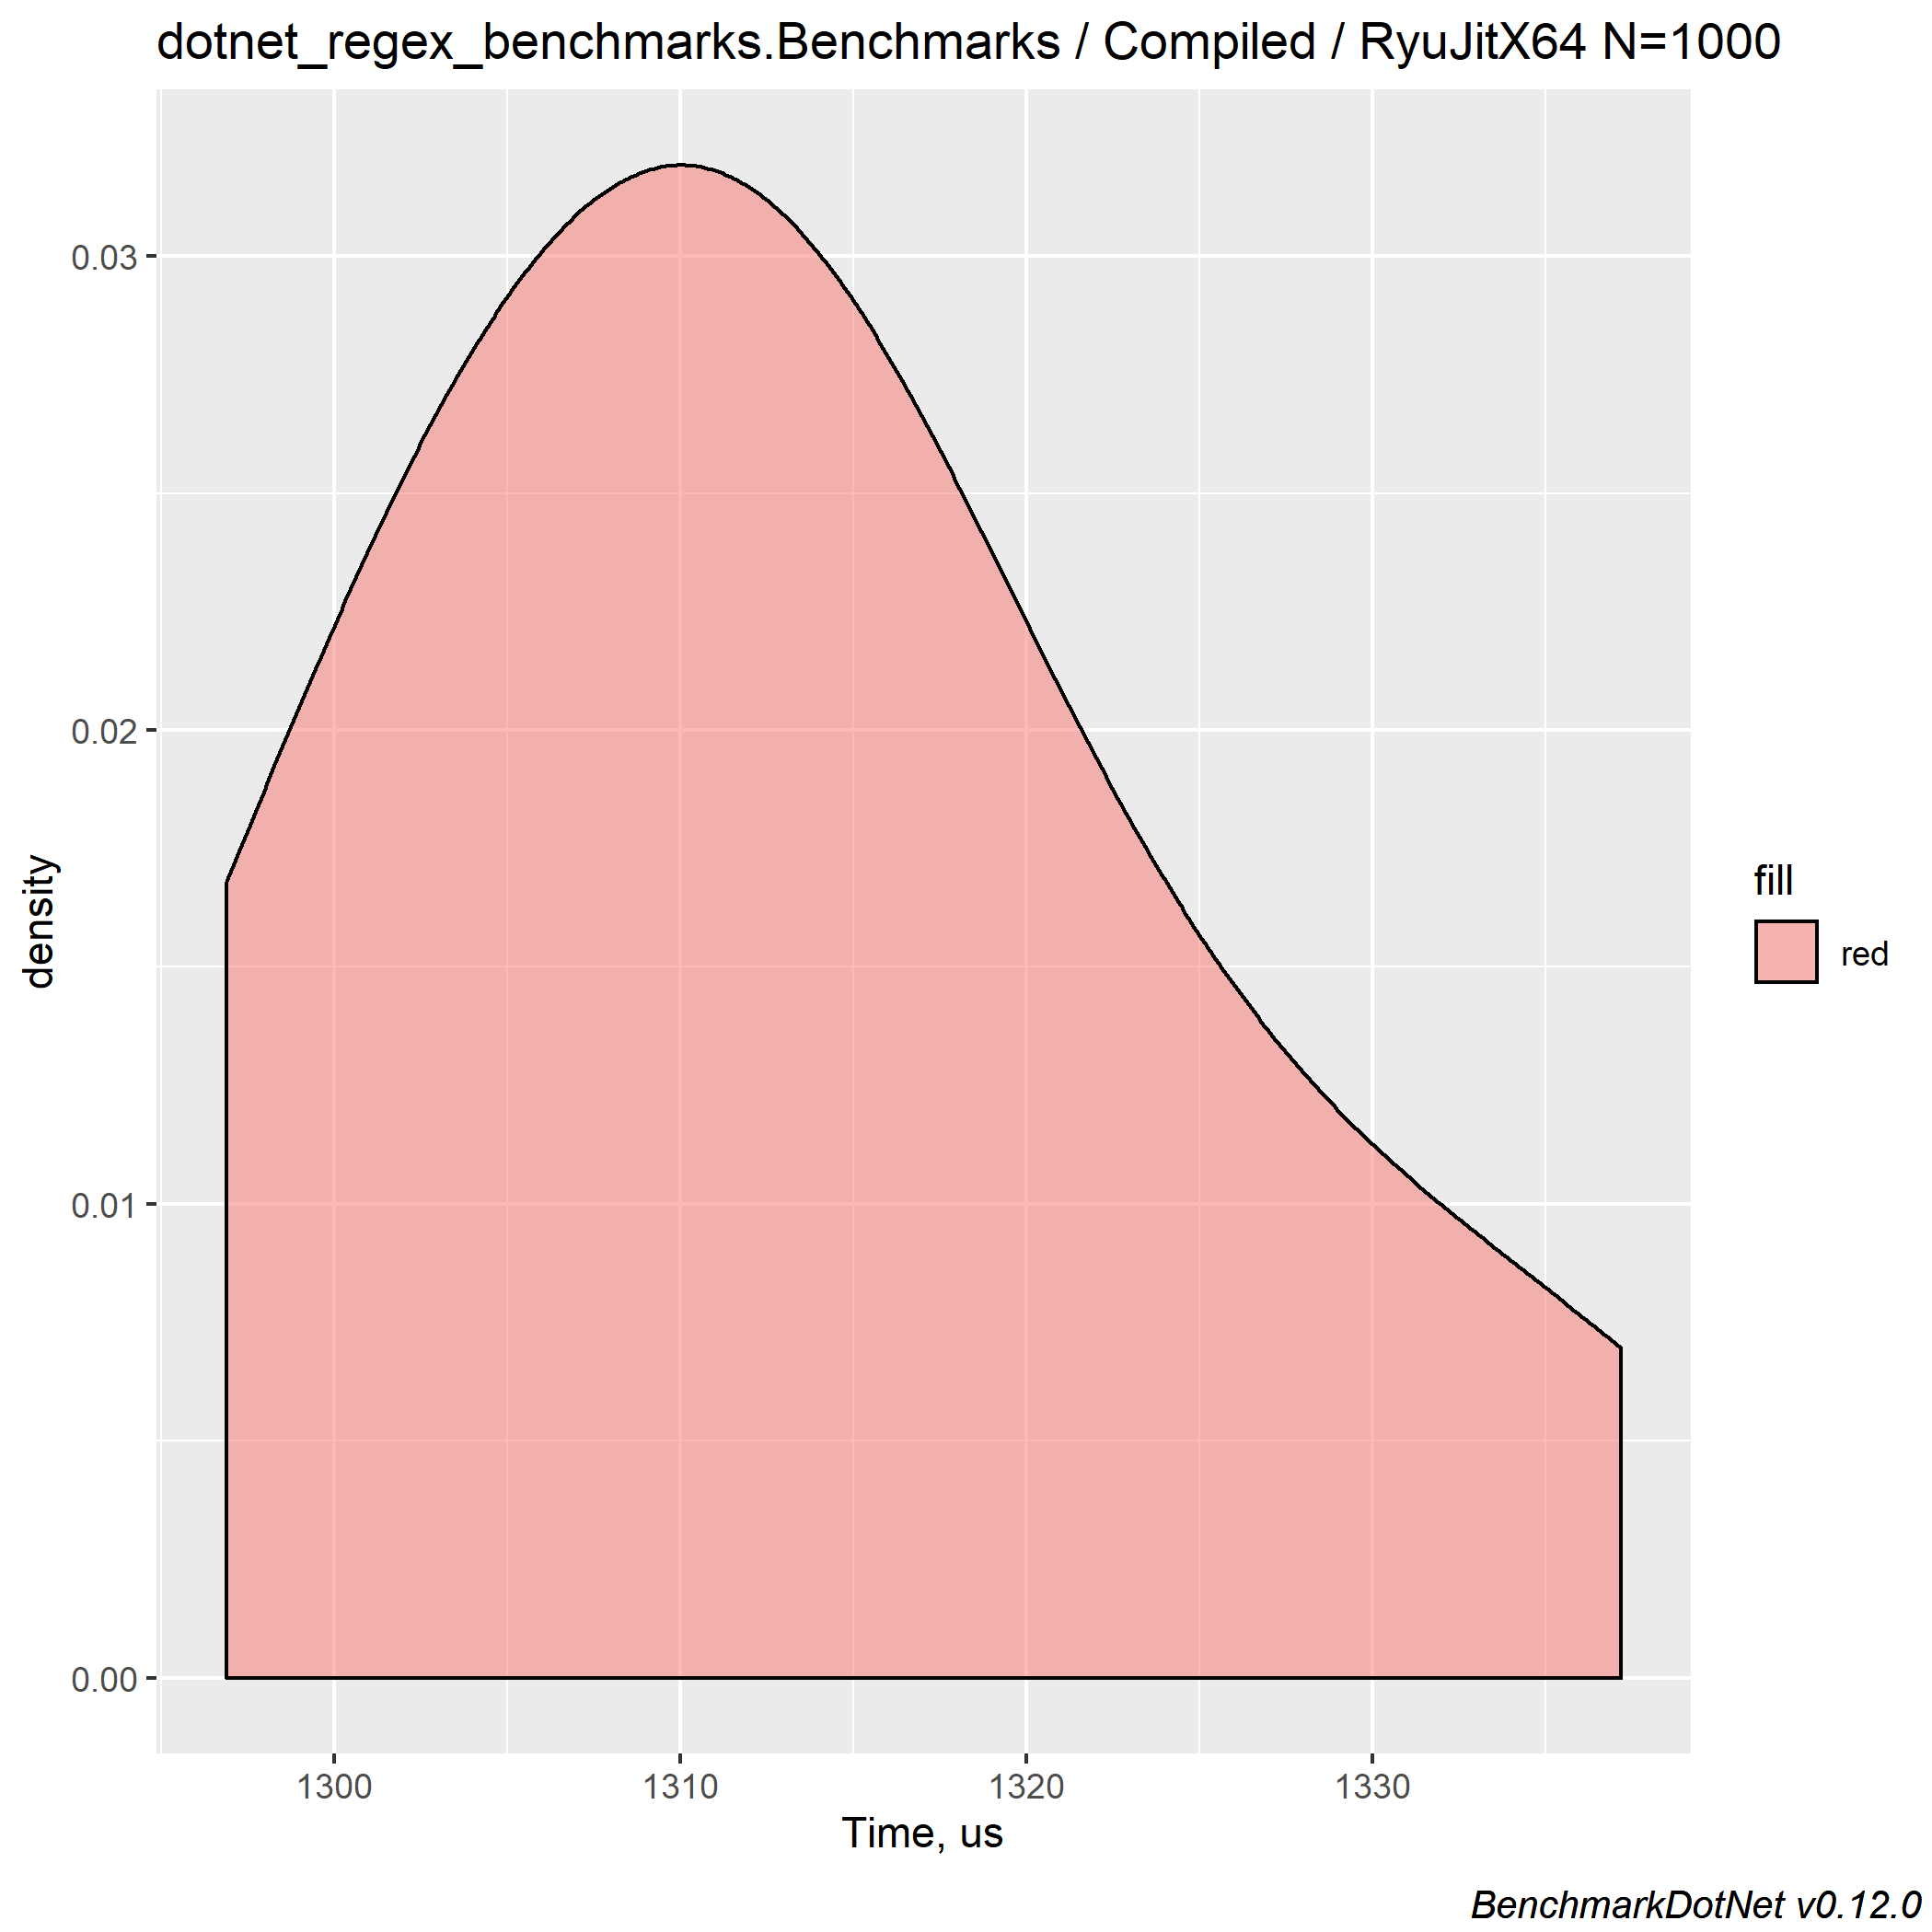 dotnet_regex_benchmarks.Benchmarks / Compiled / RyuJitX64 N=1000
0.03
0.02
0.01
0.00
density
1300 1310 1320 1330
Time, us
fill
red
BenchmarkDotNet v0.12.0